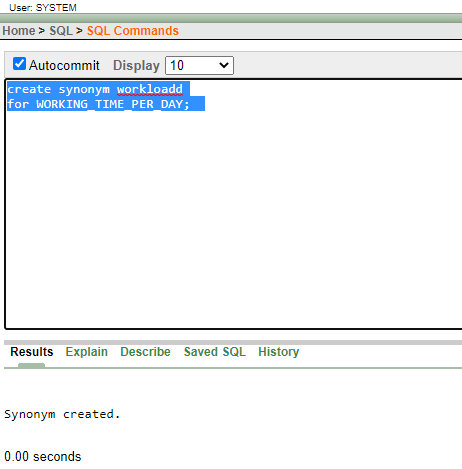 User: SYSTEM
Home > SQL > SQL Commands
Autocommit Display 10
create synonym workloadd
for WORKING_TIME_PER_DAY;
Results Explain Describe Saved SQL History
Synonym created.
0.00 seconds